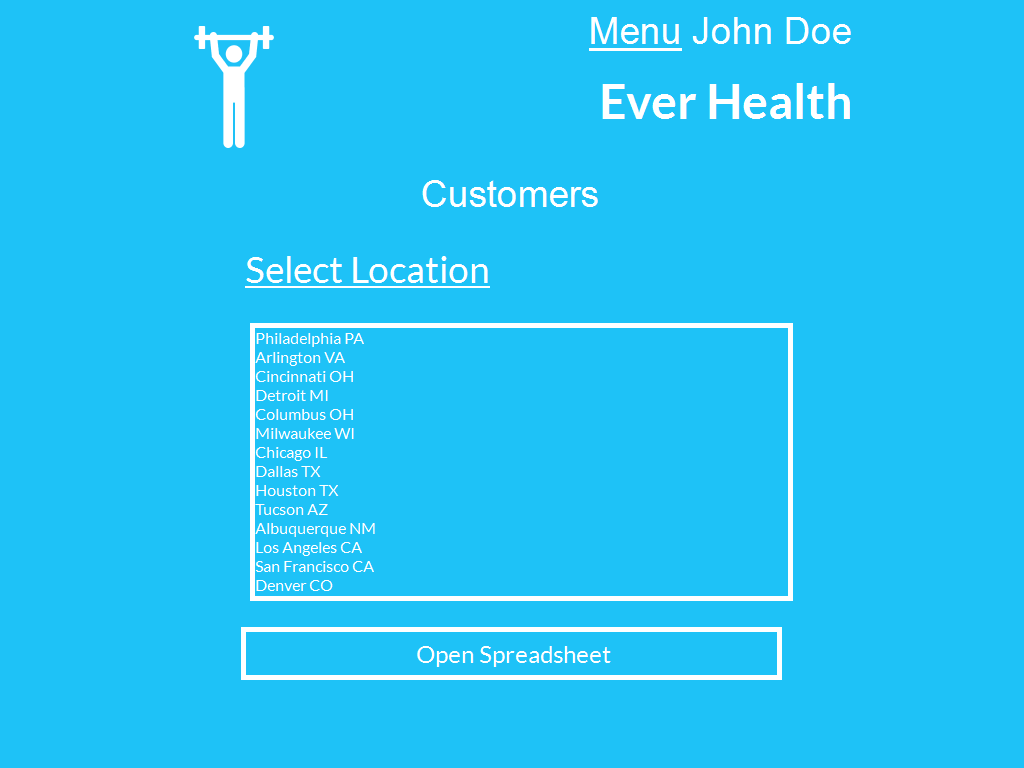 Menu John Doe
Ever Health
Customers
Select Location
Philadelphia PA
Arlington VA
Cincinnati OH
Detroit MI
Columbus OH
Milwaukee WI
Chicago IL
Dallas TX
Houston TX
Tucson AZ
Albuquerque NM
Los Angeles CA
San Francisco CA
Denver CO
Open Spreadsheet